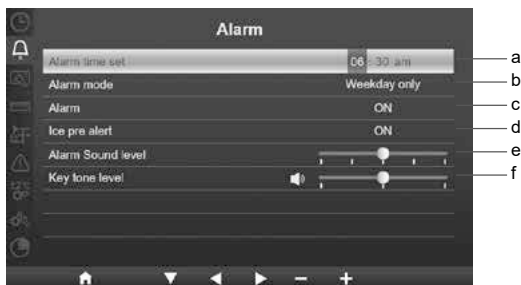 Alarm
Alarm time set 06 : 30 am a
Alarm mode Weekday only b
Alarm ON c
Ice pre alert ON d
Alarm Sound level e
Key tone level f